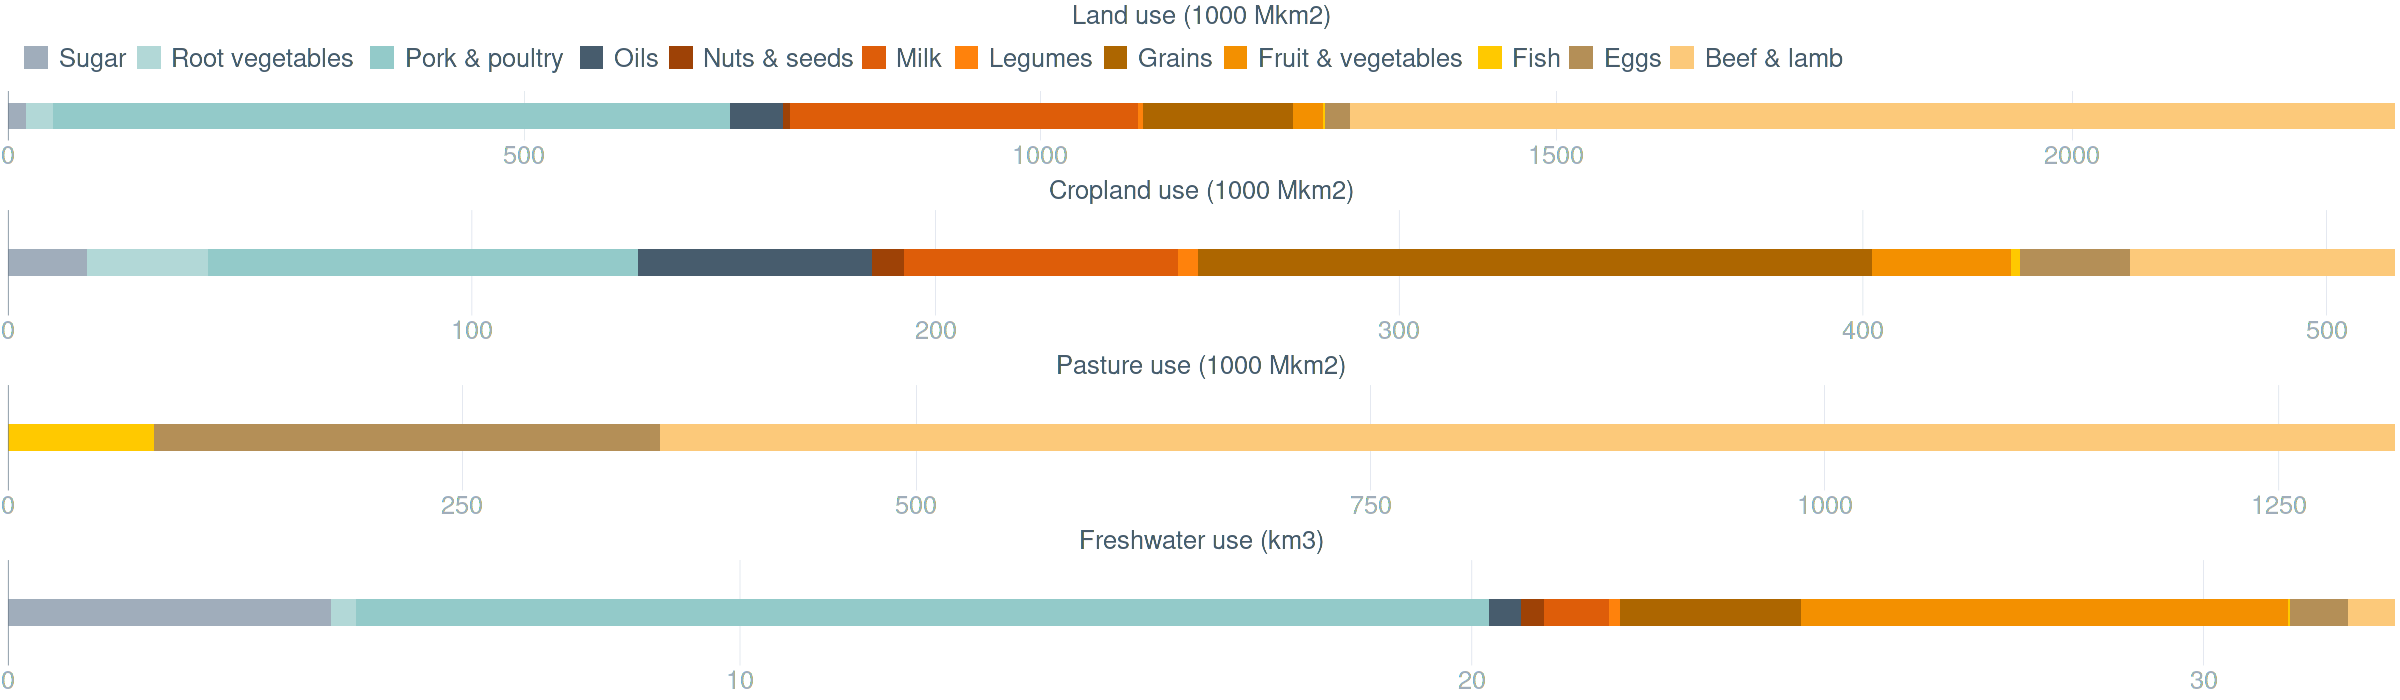 Land use (1000 Mkm2)
Sugar Root vegetables Pork & poultry Oils Nuts & seeds Milk Legumes Grains Fruit & vegetables Fish Eggs Beef & lamb
0 500 1000 1500 2000
Cropland use (1000 Mkm2)
0 100 200 300 400 500
Pasture use (1000 Mkm2)
0 250 500 750 1000 1250
Freshwater use (km3)
0 10 20 30